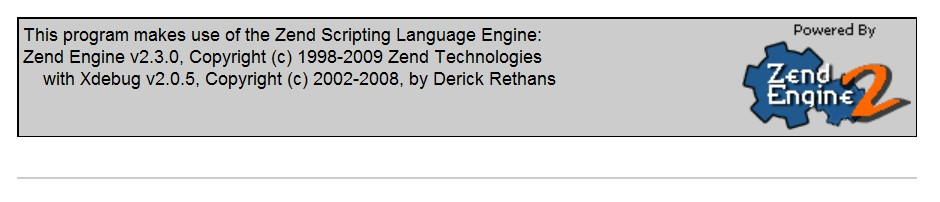 This program makes use of the Zend Scripting Language Engine:
Zend Engine v2.3.0, Copyright (c) 1998-2009 Zend Technologies
with Xdebug v2.0.5, Copyright (c) 2002-2008, by Derick Rethans
Powered By
Zend
Engine 2